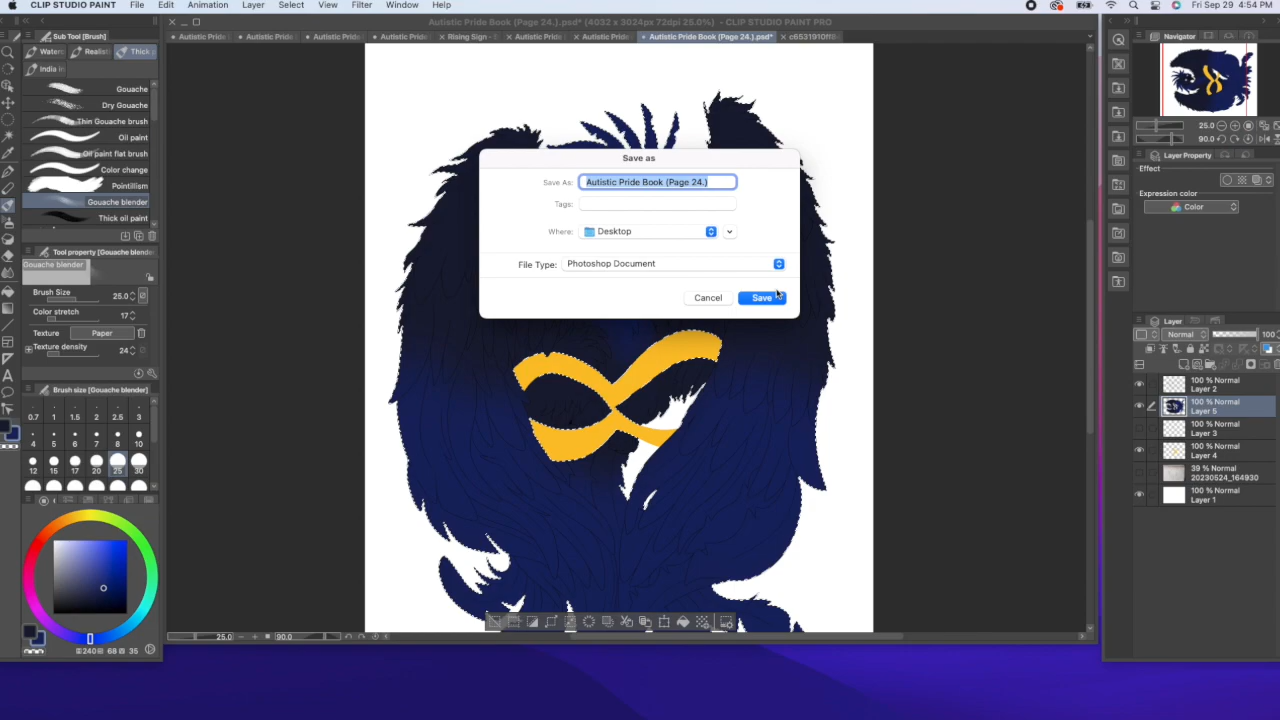 CLIP STUDIO PAINT File Edit Animation Layer Select View Filter Window Help
Fri Sep 29 4:54 PM
Autistic Pride Book (Page 24.).psd* (4032 x 3024px 72dpi 25.0%) - CLIP STUDIO PAINT PRO
Autistic Pride Autistic Pride Autistic Pride Autistic Pride Rising Sign - Autistic Pride Autistic Pride Autistic Pride Book (Page 24.).psd* c6531910ff8
Sub Tool [Brush]
Waterc Realist Thick p
India in
Gouache
Dry Gouache
Thin Gouache brush
Oil paint
Oil paint flat brush
Color change
Pointillism
Gouache blender
Thick oil paint
Tool property [Gouache blende
Gouache blender
Brush Size 25.0
Color stretch 17
Texture Paper
Texture density 24
Brush size [Gouache blender]
0.7 1 1.5 2 2.5 3
4 5 6 7 8 10
12 15 17 20 25 30
240 68 35
Save as
Save As: Autistic Pride Book (Page 24.)
Tags:
Where: Desktop
File Type: Photoshop Document
Cancel Save
25.0 90.0
Navigator
25.0
90.0
Layer Property
Effect
Expression color
Color
Layer
Normal 100
100 % Normal
Layer 2
100 % Normal
Layer 5
100 % Normal
Layer 3
100 % Normal
Layer 4
39 % Normal
20230524_164930
100 % Normal
Layer 1